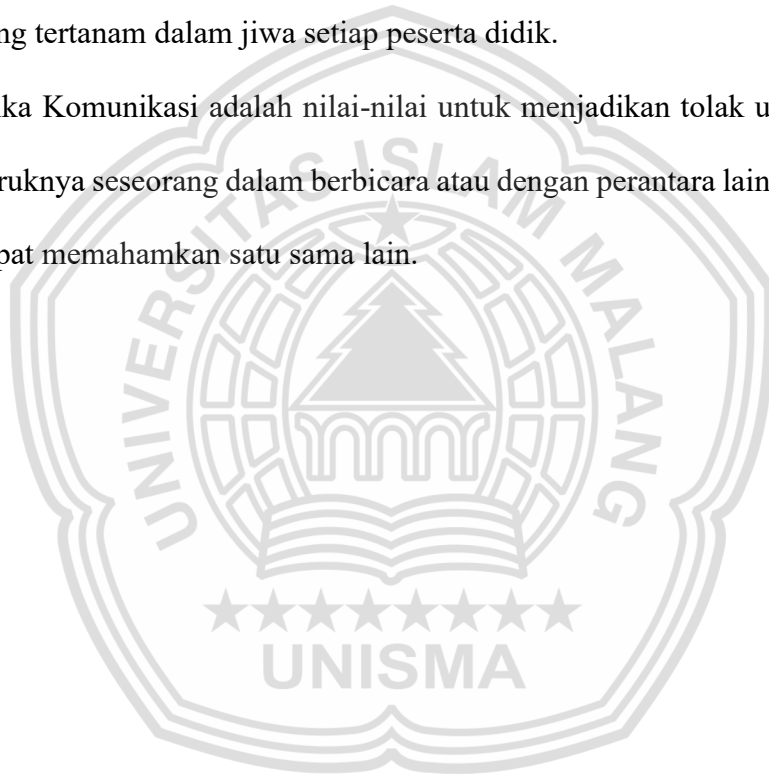 ng tertanam dalam jiwa setiap peserta didik.
ka Komunikasi adalah nilai-nilai untuk menjadikan tolak u
ruknya seseorang dalam berbicara atau dengan perantara lain
pat memahamkan satu sama lain.
UNIVERSITAS ISLAM MALANG
UNISMA